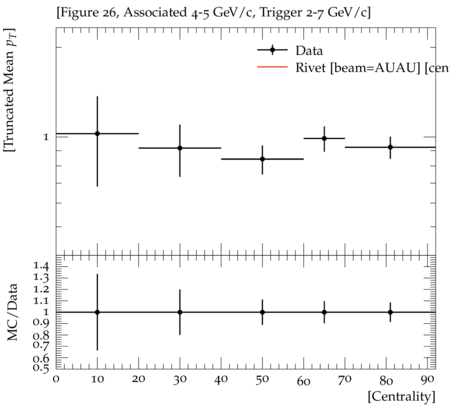 [Figure 26, Associated 4-5 GeV/c, Trigger 2-7 GeV/c]
[Truncated Mean pT]
Data
Rivet [beam=AUAU] [cen
1
MC/Data
1.4
1.3
1.2
1.1
1
0.9
0.8
0.7
0.6
0.5
0 10 20 30 40 50 60 70 80 90
[Centrality]